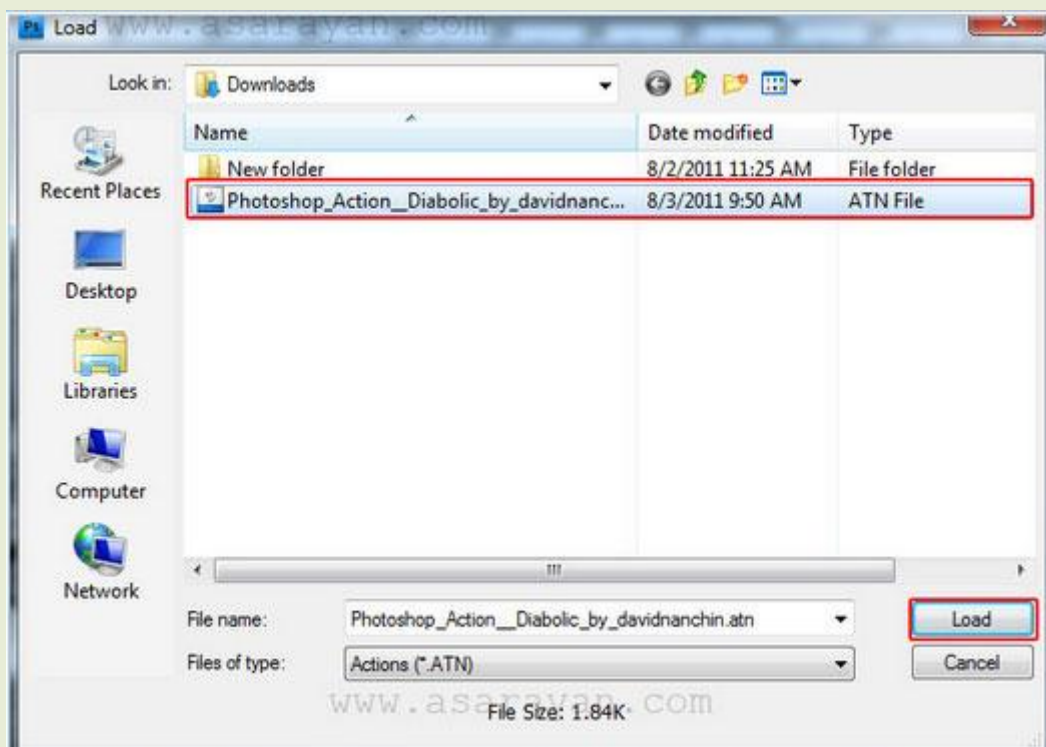 Ps Load www.asarayan.com
Look in: Downloads
Name Date modified Type
New folder 8/2/2011 11:25 AM File folder
Photoshop_Action__Diabolic_by_davidnanc... 8/3/2011 9:50 AM ATN File
Recent Places
Desktop
Libraries
Computer
Network
File name: Photoshop_Action__Diabolic_by_davidnanchin.atn Load
Files of type: Actions (*.ATN) Cancel
www.asarayan.com
File Size: 1.84K